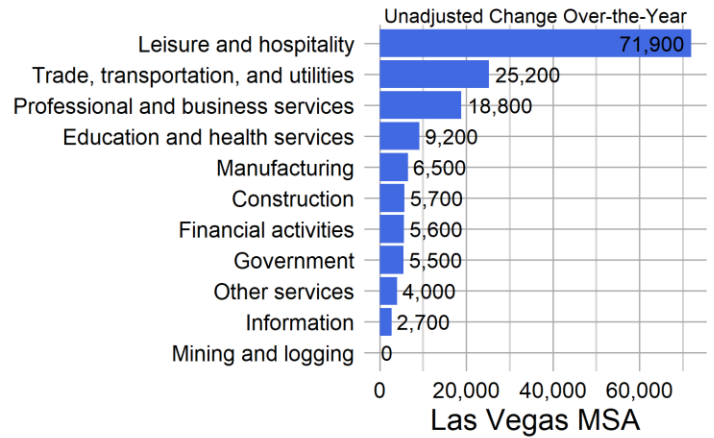 Unadjusted Change Over-the-Year
Leisure and hospitality 71,900
Trade, transportation, and utilities 25,200
Professional and business services 18,800
Education and health services 9,200
Manufacturing 6,500
Construction 5,700
Financial activities 5,600
Government 5,500
Other services 4,000
Information 2,700
Mining and logging 0
0 20,000 40,000 60,000
Las Vegas MSA